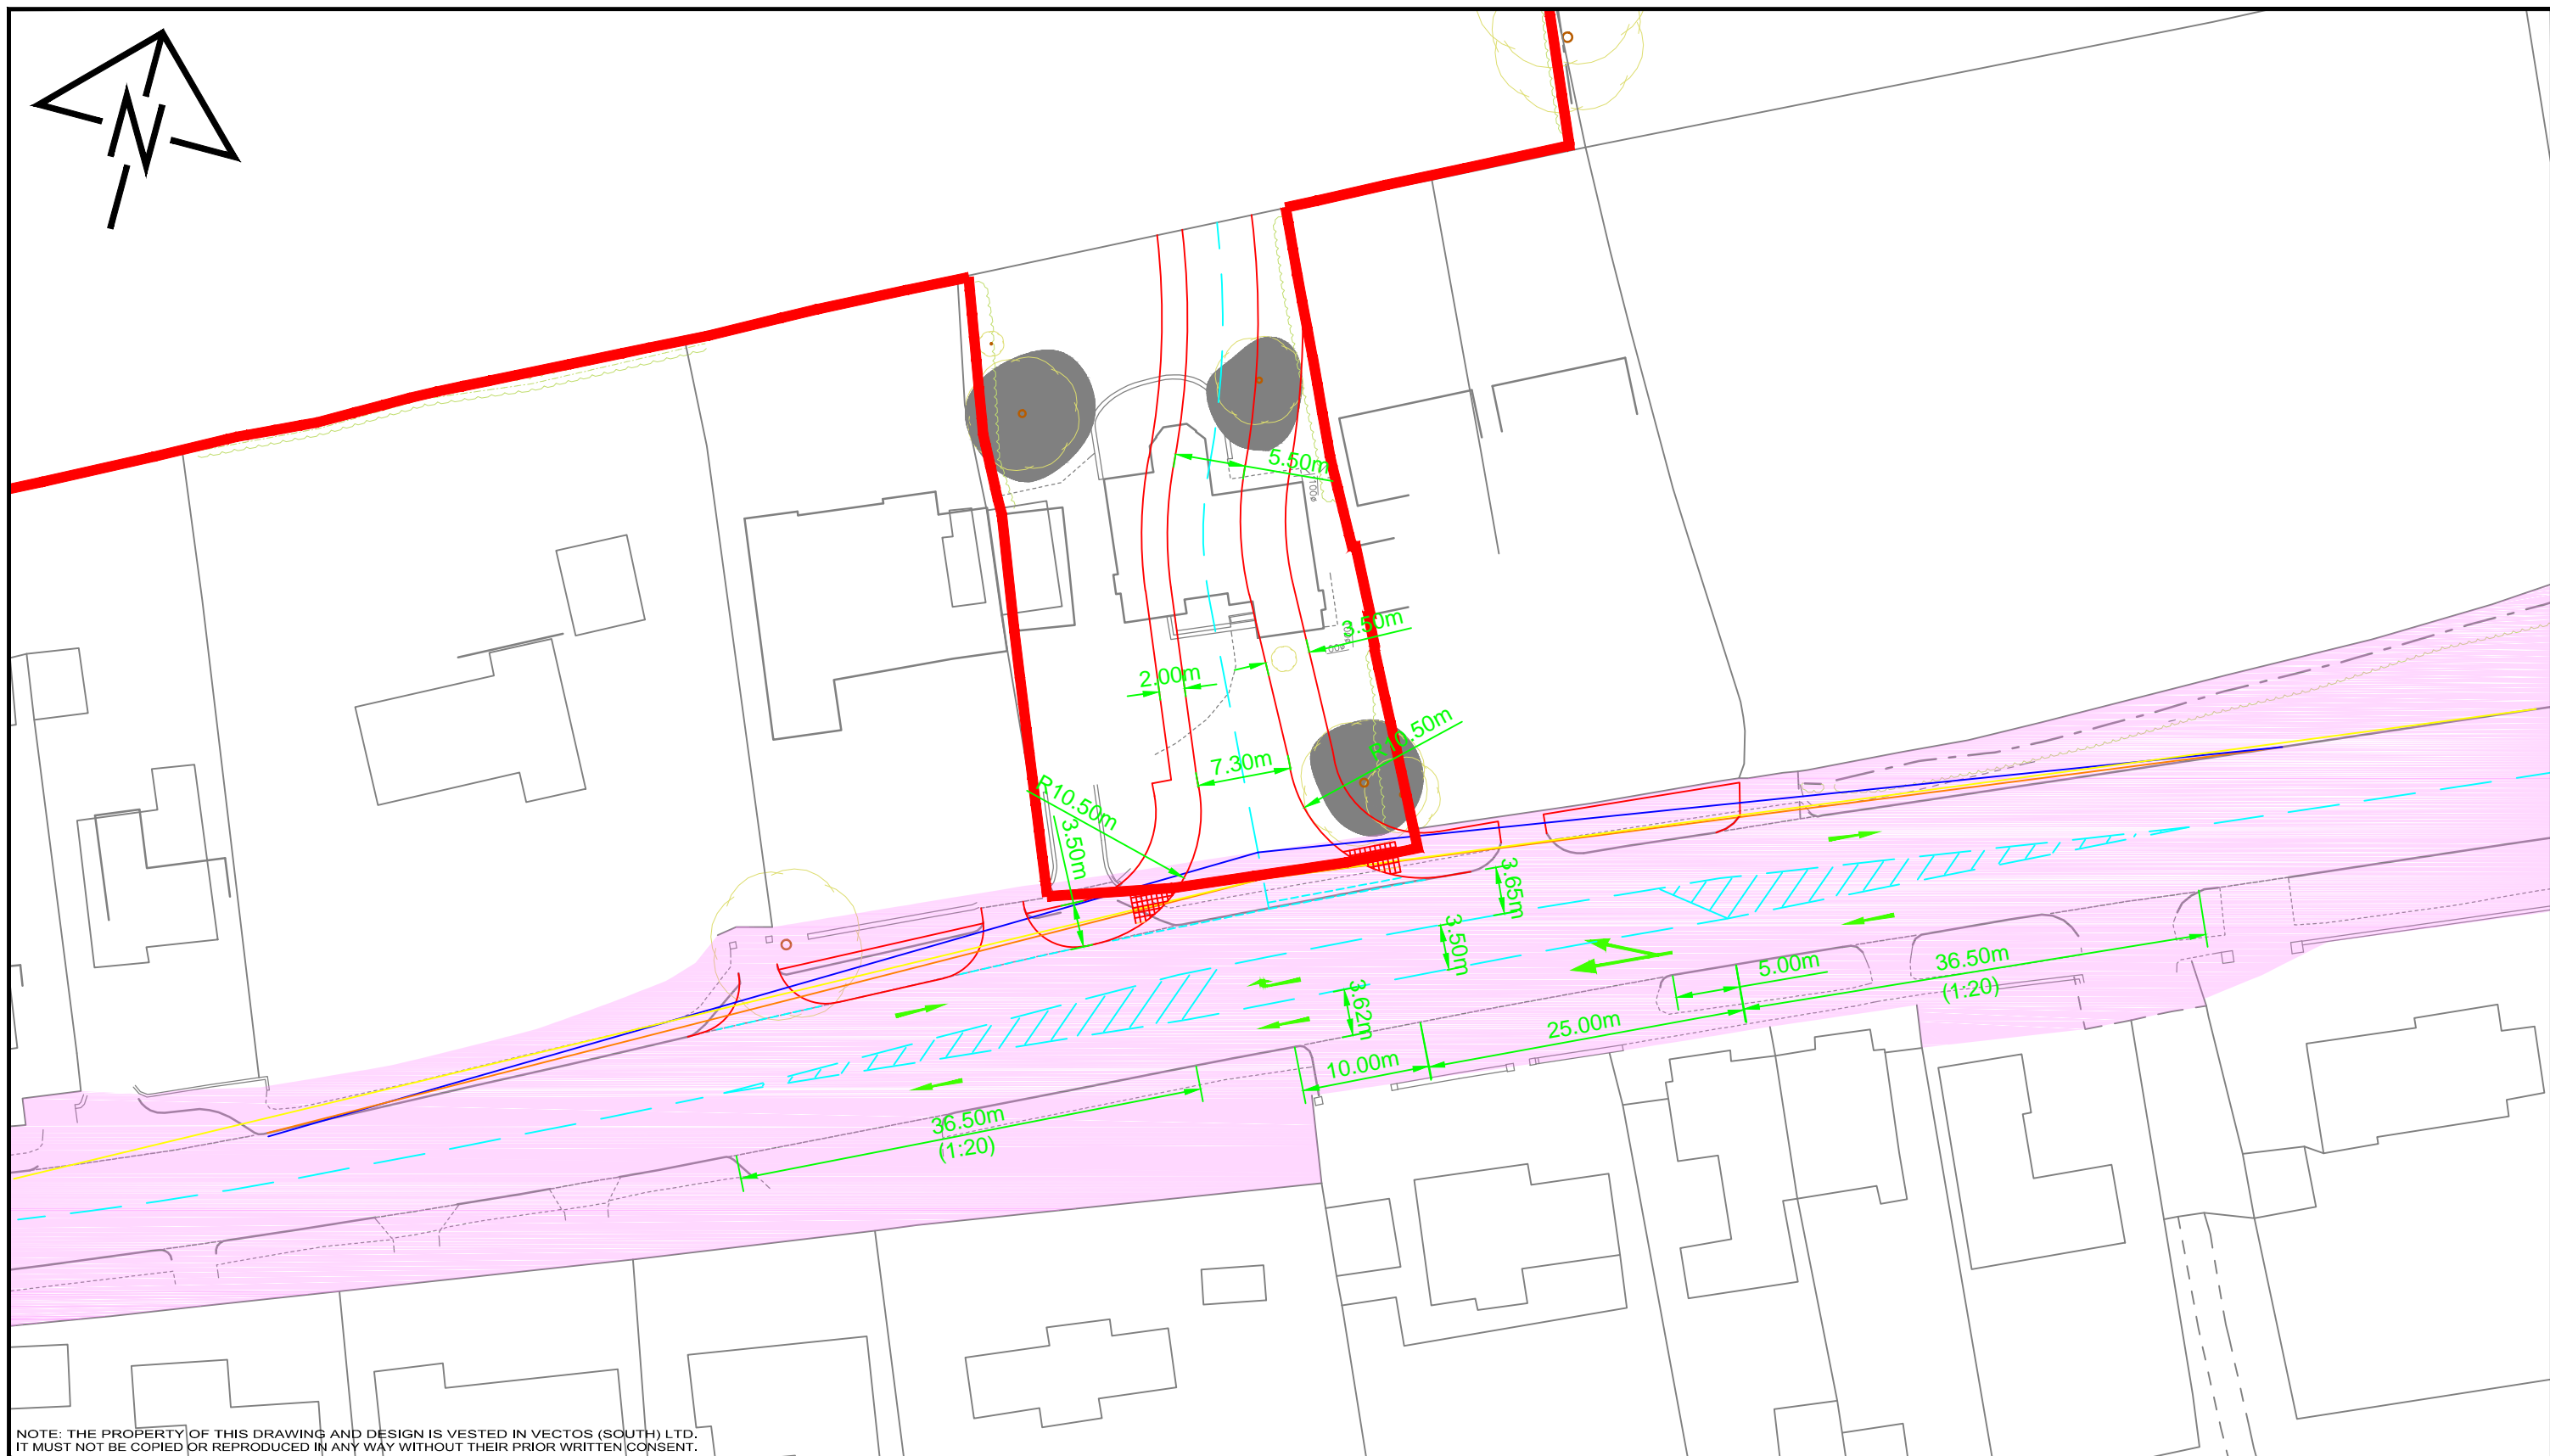 N
5.50m
100ø
3.50m
2.00m
R10.50m
7.30m
R10.50m
3.50m
3.65m
3.50m
3.62m
5.00m
36.50m
(1:20)
25.00m
10.00m
36.50m
(1:20)
NOTE: THE PROPERTY OF THIS DRAWING AND DESIGN IS VESTED IN VECTOS (SOUTH) LTD.
IT MUST NOT BE COPIED OR REPRODUCED IN ANY WAY WITHOUT THEIR PRIOR WRITTEN CONSENT.